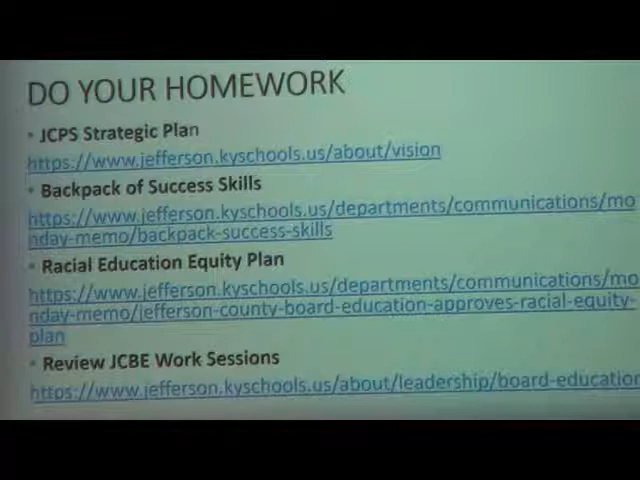 DO YOUR HOMEWORK
• JCPS Strategic Plan
https://www.jefferson.kyschools.us/about/vision
• Backpack of Success Skills
https://www.jefferson.kyschools.us/departments/communications/mo
nday-memo/backpack-success-skills
• Racial Education Equity Plan
https://www.jefferson.kyschools.us/departments/communications/mo
nday-memo/jefferson-county-board-education-approves-racial-equity-
plan
• Review JCBE Work Sessions
https://www.jefferson.kyschools.us/about/leadership/board-education